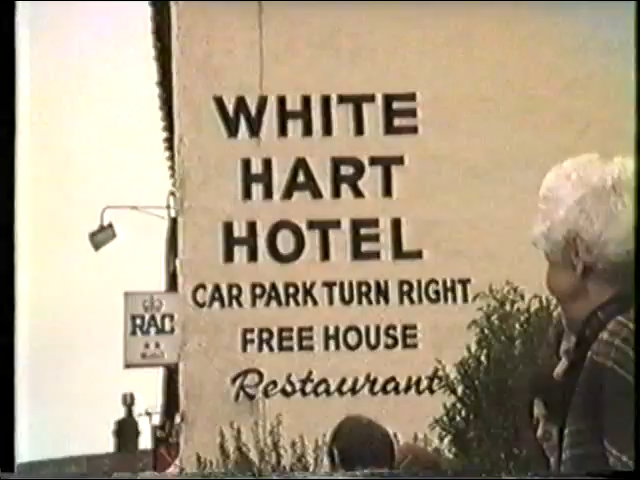 WHITE
HART
HOTEL
CAR PARK TURN RIGHT
FREE HOUSE
Restaurant
RAC